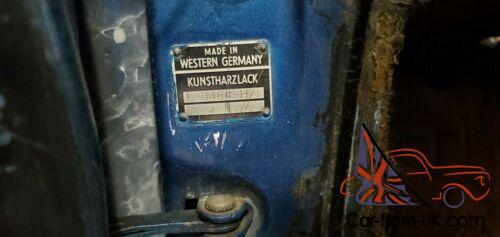 MADE IN
WESTERN GERMANY
KUNSTHARZLACK
Car-from-UK.com